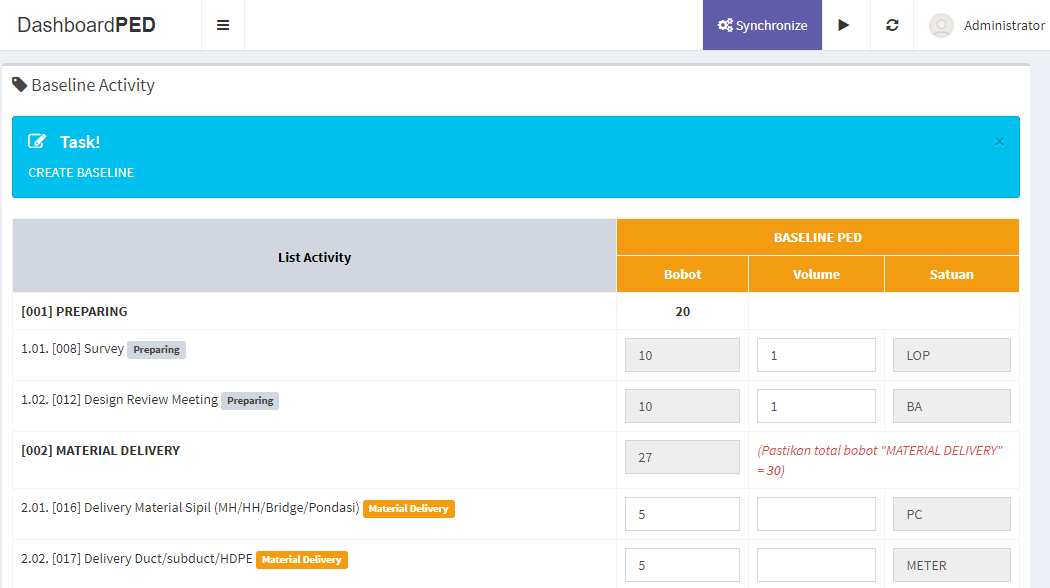 DashboardPED
Synchronize
Administrator
Baseline Activity
Task!
×
CREATE BASELINE
List Activity
BASELINE PED
Bobot
Volume
Satuan
[001] PREPARING
20
1.01. [008] Survey Preparing
10
1
LOP
1.02. [012] Design Review Meeting Preparing
10
1
BA
[002] MATERIAL DELIVERY
27
(Pastikan total bobot "MATERIAL DELIVERY"
= 30)
2.01. [016] Delivery Material Sipil (MH/HH/Bridge/Pondasi) Material Delivery
5
PC
2.02. [017] Delivery Duct/subduct/HDPE Material Delivery
5
METER